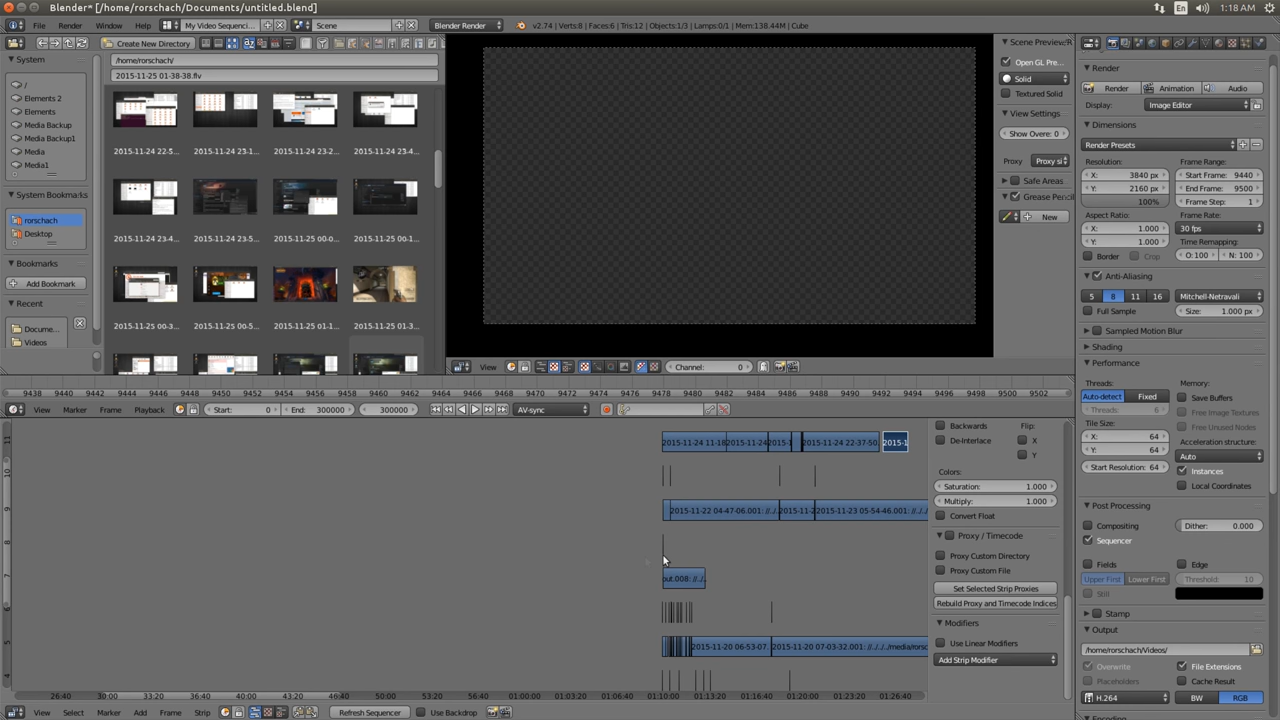 Blender* [/home/rorschach/Documents/untitled.blend]
En
1:18 AM
File
Render
Window
Help
My Video Sequenci...
Scene
Blender Render
v2.74 | Verts:8 | Faces:6 | Tris:12 | Objects:1/3 | Lamps:0/1 | Mem:138.44M | Cube
Create New Directory
System
/
Elements 2
Elements
Media Backup
Media Backup1
Media
Media1
System Bookmarks
rorschach
Desktop
Bookmarks
Add Bookmark
Recent
Docume...
Videos
/home/rorschach/
2015-11-25 01-38-38.flv
2015-11-24 22-5...
2015-11-24 23-1...
2015-11-24 23-2...
2015-11-24 23-4...
2015-11-24 23-4...
2015-11-24 23-5...
2015-11-25 00-0...
2015-11-25 00-1...
2015-11-25 00-3...
2015-11-25 00-5...
2015-11-25 01-1...
2015-11-25 01-3...
Scene Preview/R
Open GL Pre...
Solid
Textured Solid
View Settings
Show Overe: 0
Proxy
Proxy si
Safe Areas
Grease Pencil
New
View
Channel: 0
Render
Render
Animation
Audio
Display:
Image Editor
Dimensions
Render Presets
Resolution:
Frame Range:
X: 3840 px
Start Frame: 9440
Y: 2160 px
End Frame: 9500
100%
Frame Step: 1
Aspect Ratio:
Frame Rate:
X: 1.000
30 fps
Y: 1.000
Time Remapping:
Border
Crop
O: 100
N: 100
Anti-Aliasing
5
8
11
16
Mitchell-Netravali
Full Sample
Size: 1.000 px
Sampled Motion Blur
Shading
Performance
Threads:
Memory:
Auto-detect
Fixed
Save Buffers
Threads: 6
Free Image Textures
Tile Size:
Free Unused Nodes
X: 64
Acceleration structure:
Y: 64
Auto
Start Resolution: 64
Instances
Local Coordinates
Post Processing
Compositing
Dither: 0.000
Sequencer
Fields
Edge
Upper First
Lower First
Threshold: 10
Still
Stamp
Output
/home/rorschach/Videos/
Overwrite
File Extensions
Placeholders
Cache Result
H.264
BW
RGB
Encoding
9438 9440 9442 9444 9446 9448 9450 9452 9454 9456 9458 9460 9462 9464 9466 9468 9470 9472 9474 9476 9478 9480 9482 9484 9486 9488 9490 9492 9494 9496 9498 9500 9502
View
Marker
Frame
Playback
Start: 0
End: 300000
300000
AV-sync
11
10
9
8
7
5
4
2015-11-24 11-18
2015-11-24
2015-1
2015-11-24 22-37-50.
2015-1
2015-11-22 04-47-06.001: //../.
2015-11-2
2015-11-23 05-54-46.001: //../.
out.008: //../.
2015-11-20 06-53-07.
2015-11-20 07-03-32.001: //../../../media/rorsc
26:40 30:00 33:20 36:40 40:00 43:20 46:40 50:00 53:20 56:40 01:00:00 01:03:20 01:06:40 01:10:00 01:13:20 01:16:40 01:20:00 01:23:20 01:26:40
View
Select
Marker
Add
Frame
Strip
Refresh Sequencer
Use Backdrop
Backwards
Flip:
De-Interlace
X
Y
Colors:
Saturation: 1.000
Multiply: 1.000
Convert Float
Proxy / Timecode
Proxy Custom Directory
Proxy Custom File
Set Selected Strip Proxies
Rebuild Proxy and Timecode Indices
Modifiers
Use Linear Modifiers
Add Strip Modifier